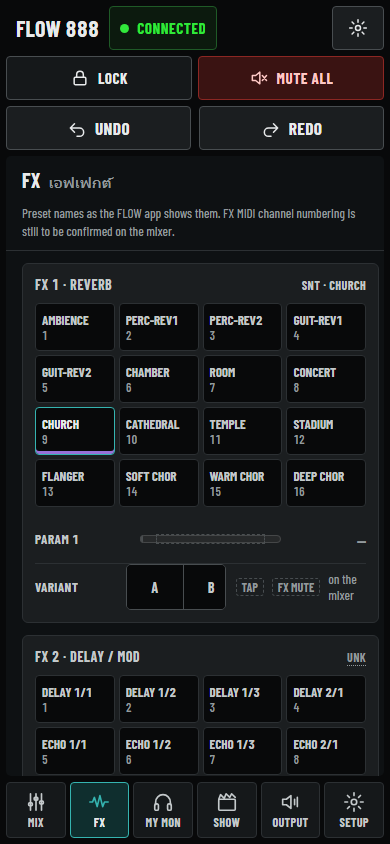 FLOW 888
CONNECTED
LOCK
MUTE ALL
UNDO
REDO
FX เอฟเฟกต์
Preset names as the FLOW app shows them. FX MIDI channel numbering is
still to be confirmed on the mixer.
FX 1 · REVERB
SNT · CHURCH
AMBIENCE
1
PERC-REV1
2
PERC-REV2
3
GUIT-REV1
4
GUIT-REV2
5
CHAMBER
6
ROOM
7
CONCERT
8
CHURCH
9
CATHEDRAL
10
TEMPLE
11
STADIUM
12
FLANGER
13
SOFT CHOR
14
WARM CHOR
15
DEEP CHOR
16
PARAM 1
—
VARIANT
A
B
TAP
FX MUTE
on the
mixer
FX 2 · DELAY / MOD
UNK
DELAY 1/1
1
DELAY 1/2
2
DELAY 1/3
3
DELAY 2/1
4
ECHO 1/1
5
ECHO 1/2
6
ECHO 1/3
7
ECHO 2/1
8
MIX
FX
MY MON
SHOW
OUTPUT
SETUP